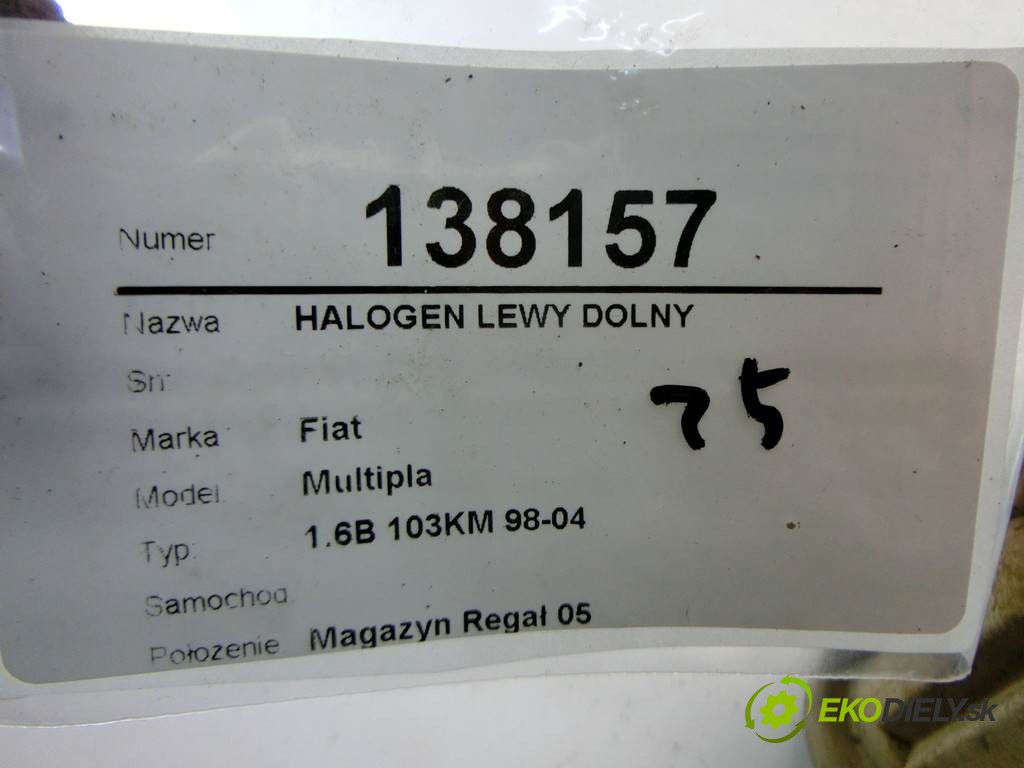 Numer 138157
Nazwa HALOGEN LEWY DOLNY
Sn
75
Marka Fiat
Model Multipla
Typ: 1.6B 103KM 98-04
Samochod
Położenie Magazyn Regał 05
EKODIELY.sk